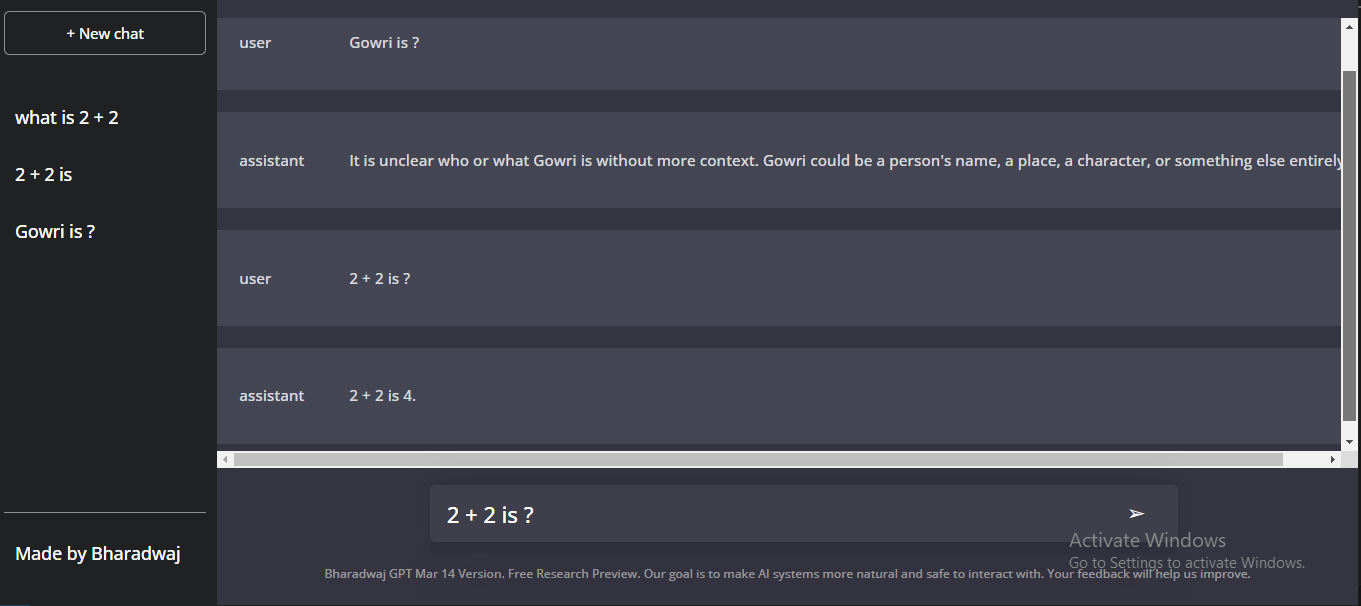 + New chat
what is 2 + 2
2 + 2 is
Gowri is ?
Made by Bharadwaj
user Gowri is ?
assistant It is unclear who or what Gowri is without more context. Gowri could be a person's name, a place, a character, or something else entirely
user 2 + 2 is ?
assistant 2 + 2 is 4.
2 + 2 is ?
➢
Activate Windows
Go to Settings to activate Windows.
Bharadwaj GPT Mar 14 Version. Free Research Preview. Our goal is to make AI systems more natural and safe to interact with. Your feedback will help us improve.